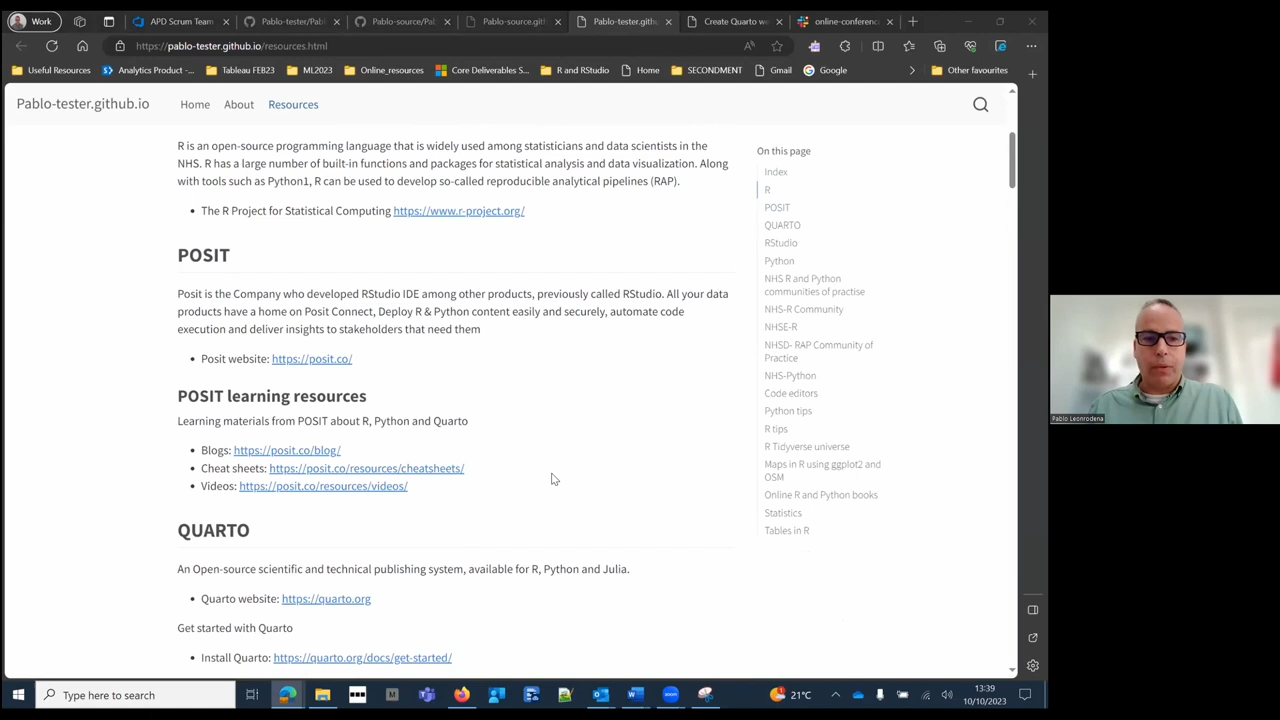 Work
APD Scrum Team
Pablo-tester/Pabl
Pablo-source/Pal
Pablo-source.gith
Pablo-tester.githu
Create Quarto we
online-conferenc
https://pablo-tester.github.io/resources.html
Useful Resources
Analytics Product -...
Tableau FEB23
ML2023
Online_resources
Core Deliverables S...
R and RStudio
Home
SECONDMENT
Gmail
Google
Other favourites
Pablo-tester.github.io
Home
About
Resources
R is an open-source programming language that is widely used among statisticians and data scientists in the
NHS. R has a large number of built-in functions and packages for statistical analysis and data visualization. Along
with tools such as Python1, R can be used to develop so-called reproducible analytical pipelines (RAP).
• The R Project for Statistical Computing https://www.r-project.org/
POSIT
Posit is the Company who developed RStudio IDE among other products, previously called RStudio. All your data
products have a home on Posit Connect, Deploy R & Python content easily and securely, automate code
execution and deliver insights to stakeholders that need them
• Posit website: https://posit.co/
POSIT learning resources
Learning materials from POSIT about R, Python and Quarto
• Blogs: https://posit.co/blog/
• Cheat sheets: https://posit.co/resources/cheatsheets/
• Videos: https://posit.co/resources/videos/
QUARTO
An Open-source scientific and technical publishing system, available for R, Python and Julia.
• Quarto website: https://quarto.org
Get started with Quarto
• Install Quarto: https://quarto.org/docs/get-started/
On this page
Index
R
POSIT
QUARTO
RStudio
Python
NHS R and Python
communities of practise
NHS-R Community
NHSE-R
NHSD- RAP Community of
Practice
NHS-Python
Code editors
Python tips
R tips
R Tidyverse universe
Maps in R using ggplot2 and
OSM
Online R and Python books
Statistics
Tables in R
Pablo Leonrodena
Type here to search
21°C
13:39
10/10/2023